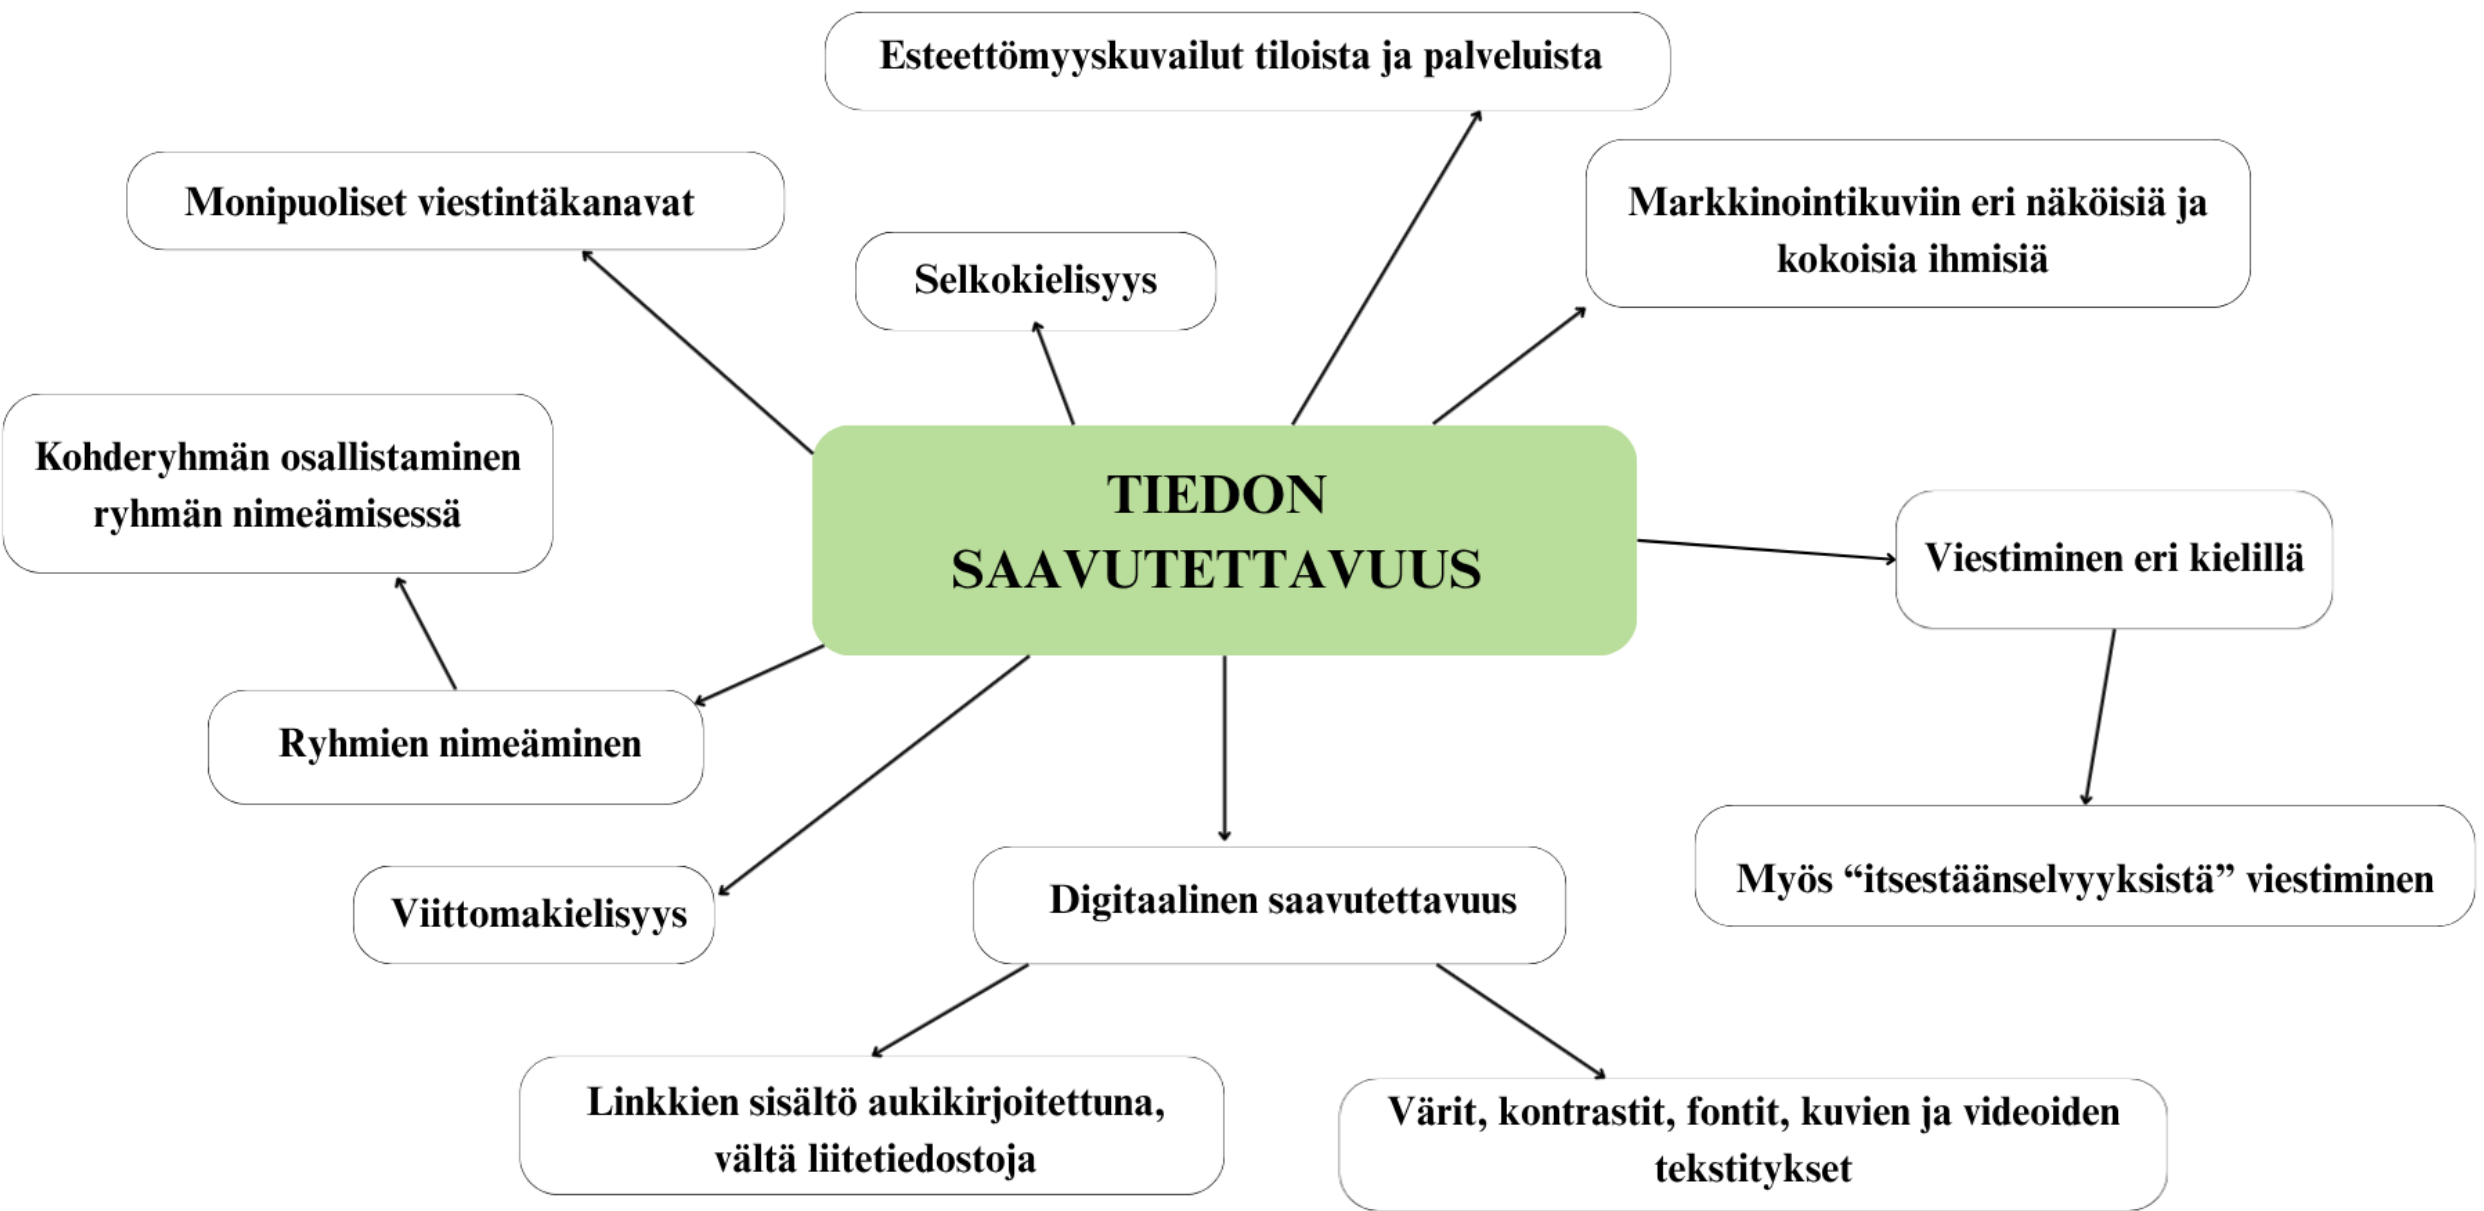 Esteettömyyskuvailut tiloista ja palveluista
Monipuoliset viestintäkanavat
Markkinointikuviin eri näköisiä ja
kokoisia ihmisiä
Selkokielisyys
Kohderyhmän osallistaminen
ryhmän nimeämisessä
TIEDON
SAAVUTETTAVUUS
Viestiminen eri kielillä
Ryhmien nimeäminen
Viittomakielisyys
Digitaalinen saavutettavuus
Myös “itsestäänselvyyksistä” viestiminen
Linkkien sisältö aukikirjoitettuna,
vältä liitetiedostoja
Värit, kontrastit, fontit, kuvien ja videoiden
tekstitykset